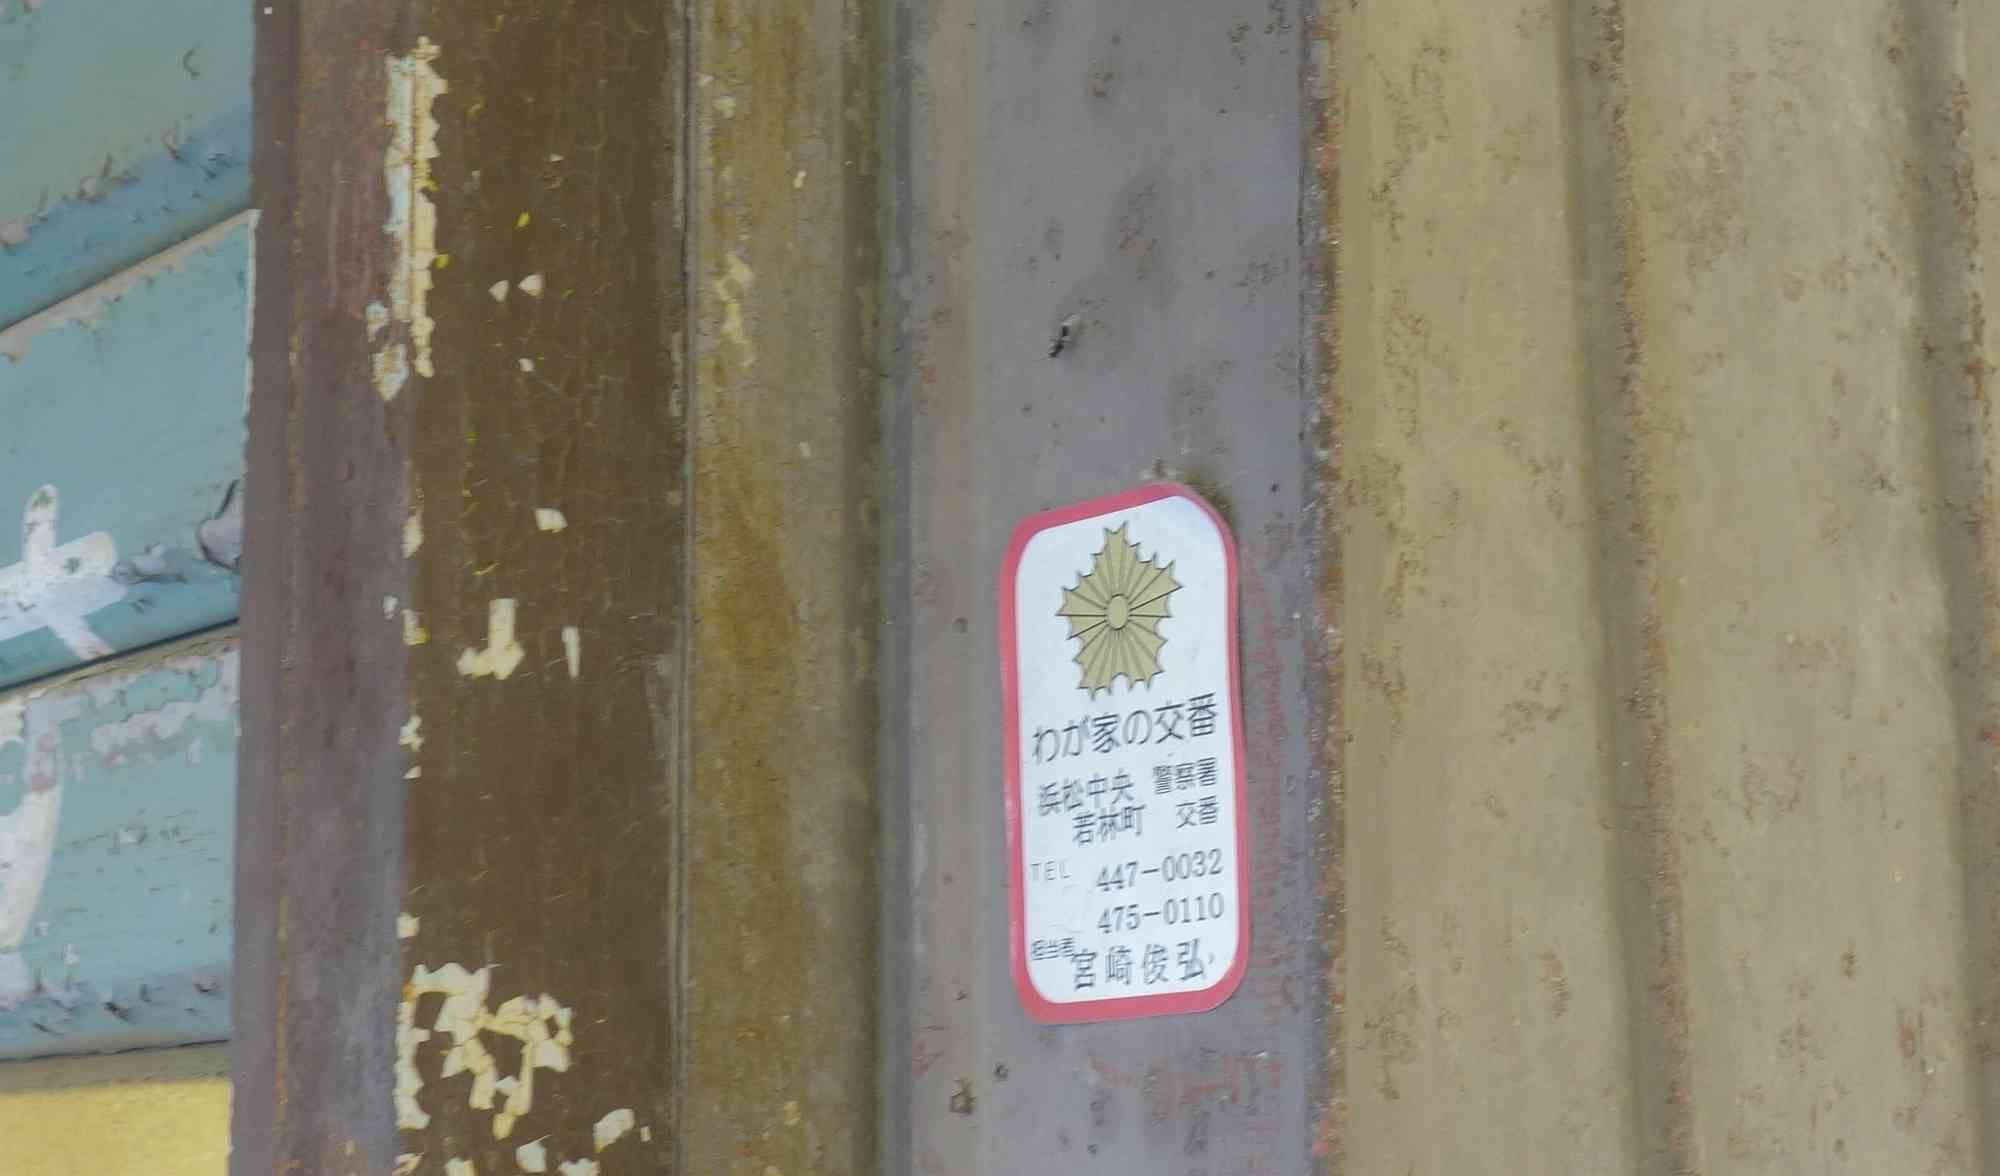 わが家の交番
浜松中央 警察署
若林町 交番
TEL 447-0032
475-0110
担当者 宮崎俊弘